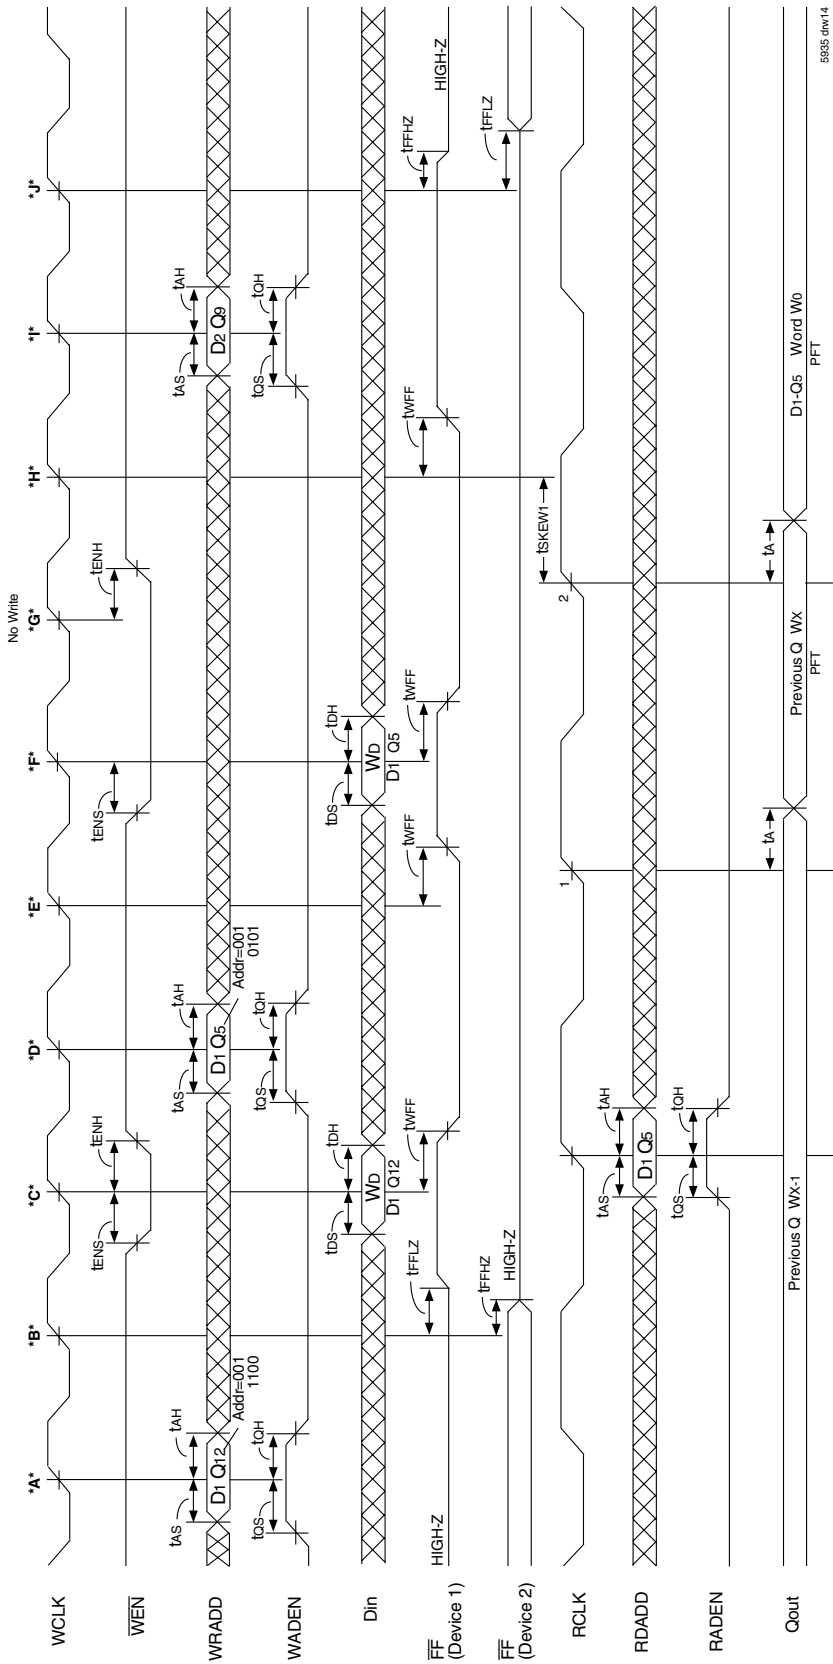 No Write
*A*
*B*
*C*
*D*
*E*
*F*
*G*
*H*
*I*
*J*
WCLK
WEN
tENS
tENH
tENS
tENH
WRADD
tAS
tAH
D1 Q12
Addr=001
1100
tAS
tAH
D1 Q5
Addr=001
0101
tAS
tAH
D2 Q9
WADEN
tQS
tQH
tQS
tQH
tQS
tQH
Din
tDS
tDH
WD
D1 Q12
tDS
tDH
WD
D1 Q5
FF
(Device 1)
HIGH-Z
tFFLZ
tWFF
tWFF
tWFF
tWFF
tFFHZ
HIGH-Z
FF
(Device 2)
tFFHZ
HIGH-Z
tFFLZ
RCLK
1
2
tSKEW1
RDADD
tAS
tAH
D1 Q5
RADEN
tQS
tQH
Qout
Previous Q WX-1
tA
Previous Q WX
PFT
tA
D1-Q5 Word W0
PFT
5935 drw14